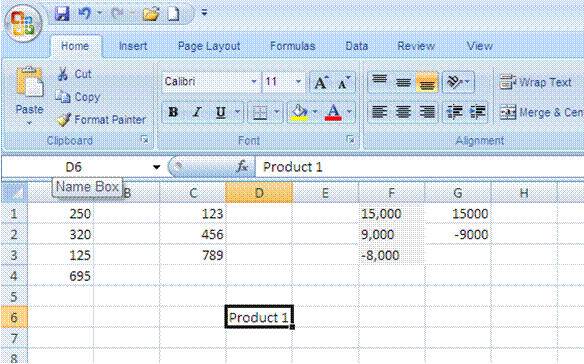 Home Insert Page Layout Formulas Data Review View
Cut
Calibri 11 A A Wrap Text
Copy
Paste Format Painter B I U A Merge & Cen
Clipboard Font Alignment
D6 fx Product 1
Name Box
A B C D E F G H
1 250 123 15,000 15000
2 320 456 9,000 -9000
3 125 789 -8,000
4 695
5
6 Product 1
7
8